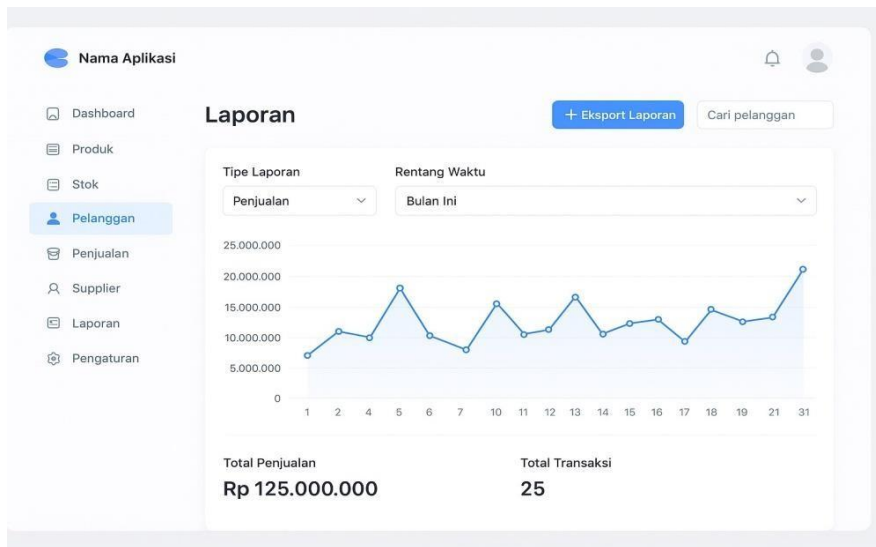 Nama Aplikasi
Dashboard
Produk
Stok
Pelanggan
Penjualan
Supplier
Laporan
Pengaturan
Laporan
+ Eksport Laporan
Cari pelanggan
Tipe Laporan
Penjualan
Rentang Waktu
Bulan Ini
25.000.000
20.000.000
15.000.000
10.000.000
5.000.000
0
1 2 4 5 6 7 10 11 12 13 14 15 16 17 18 19 21 31
Total Penjualan
Rp 125.000.000
Total Transaksi
25